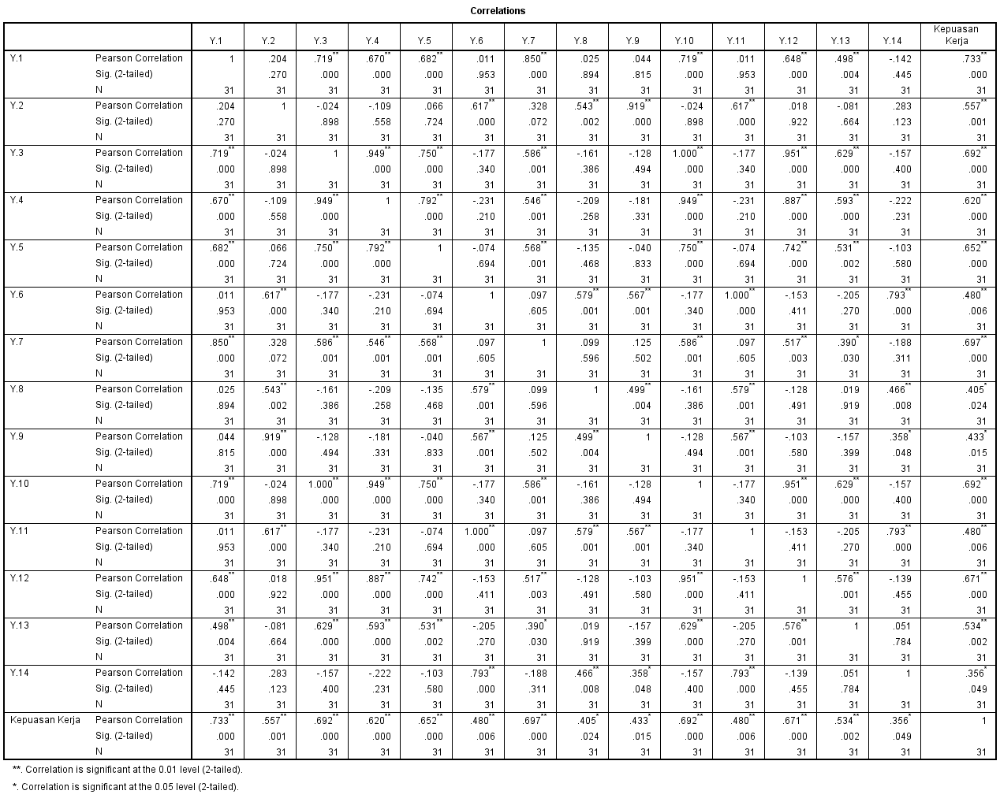 Correlations
Y.1 Y.2 Y.3 Y.4 Y.5 Y.6 Y.7 Y.8 Y.9 Y.10 Y.11 Y.12 Y.13 Y.14 Kepuasan Kerja
Y.1 Pearson Correlation 1 .204 .719** .670** .682** .011 .850** .025 .044 .719** .011 .648** .498** -.142 .733**
Sig. (2-tailed) .270 .000 .000 .000 .953 .000 .894 .815 .000 .953 .000 .004 .445 .000
N 31 31 31 31 31 31 31 31 31 31 31 31 31 31 31
Y.2 Pearson Correlation .204 1 -.024 -.109 .066 .617** .328 .543** .919** -.024 .617** .018 -.081 .283 .557**
Sig. (2-tailed) .270 .898 .558 .724 .000 .072 .002 .000 .898 .000 .922 .664 .123 .001
N 31 31 31 31 31 31 31 31 31 31 31 31 31 31 31
Y.3 Pearson Correlation .719** -.024 1 .949** .750** -.177 .586** -.161 -.128 1.000** -.177 .951** .629** -.157 .692**
Sig. (2-tailed) .000 .898 .000 .000 .340 .001 .386 .494 .000 .340 .000 .000 .400 .000
N 31 31 31 31 31 31 31 31 31 31 31 31 31 31 31
Y.4 Pearson Correlation .670** -.109 .949** 1 .792** -.231 .546** -.209 -.181 .949** -.231 .887** .593** -.222 .620**
Sig. (2-tailed) .000 .558 .000 .000 .210 .001 .258 .331 .000 .210 .000 .000 .231 .000
N 31 31 31 31 31 31 31 31 31 31 31 31 31 31 31
Y.5 Pearson Correlation .682** .066 .750** .792** 1 -.074 .568** -.135 -.040 .750** -.074 .742** .531** -.103 .652**
Sig. (2-tailed) .000 .724 .000 .000 .694 .001 .468 .833 .000 .694 .000 .002 .580 .000
N 31 31 31 31 31 31 31 31 31 31 31 31 31 31 31
Y.6 Pearson Correlation .011 .617** -.177 -.231 -.074 1 .097 .579** .567** -.177 1.000** -.153 -.205 .793** .480**
Sig. (2-tailed) .953 .000 .340 .210 .694 .605 .001 .001 .340 .000 .411 .270 .000 .006
N 31 31 31 31 31 31 31 31 31 31 31 31 31 31 31
Y.7 Pearson Correlation .850** .328 .586** .546** .568** .097 1 .099 .125 .586** .097 .517** .390* -.188 .697**
Sig. (2-tailed) .000 .072 .001 .001 .001 .605 .596 .502 .001 .605 .003 .030 .311 .000
N 31 31 31 31 31 31 31 31 31 31 31 31 31 31 31
Y.8 Pearson Correlation .025 .543** -.161 -.209 -.135 .579** .099 1 .499** -.161 .579** -.128 .019 .466** .405*
Sig. (2-tailed) .894 .002 .386 .258 .468 .001 .596 .004 .386 .001 .491 .919 .008 .024
N 31 31 31 31 31 31 31 31 31 31 31 31 31 31 31
Y.9 Pearson Correlation .044 .919** -.128 -.181 -.040 .567** .125 .499** 1 -.128 .567** -.103 -.157 .358* .433*
Sig. (2-tailed) .815 .000 .494 .331 .833 .001 .502 .004 .494 .001 .580 .399 .048 .015
N 31 31 31 31 31 31 31 31 31 31 31 31 31 31 31
Y.10 Pearson Correlation .719** -.024 1.000** .949** .750** -.177 .586** -.161 -.128 1 -.177 .951** .629** -.157 .692**
Sig. (2-tailed) .000 .898 .000 .000 .000 .340 .001 .386 .494 .340 .000 .000 .400 .000
N 31 31 31 31 31 31 31 31 31 31 31 31 31 31 31
Y.11 Pearson Correlation .011 .617** -.177 -.231 -.074 1.000** .097 .579** .567** -.177 1 -.153 -.205 .793** .480**
Sig. (2-tailed) .953 .000 .340 .210 .694 .000 .605 .001 .001 .340 .411 .270 .000 .006
N 31 31 31 31 31 31 31 31 31 31 31 31 31 31 31
Y.12 Pearson Correlation .648** .018 .951** .887** .742** -.153 .517** -.128 -.103 .951** -.153 1 .576** -.139 .671**
Sig. (2-tailed) .000 .922 .000 .000 .000 .411 .003 .491 .580 .000 .411 .001 .455 .000
N 31 31 31 31 31 31 31 31 31 31 31 31 31 31 31
Y.13 Pearson Correlation .498** -.081 .629** .593** .531** -.205 .390* .019 -.157 .629** -.205 .576** 1 .051 .534**
Sig. (2-tailed) .004 .664 .000 .000 .002 .270 .030 .919 .399 .000 .270 .001 .784 .002
N 31 31 31 31 31 31 31 31 31 31 31 31 31 31 31
Y.14 Pearson Correlation -.142 .283 -.157 -.222 -.103 .793** -.188 .466** .358* -.157 .793** -.139 .051 1 .356*
Sig. (2-tailed) .445 .123 .400 .231 .580 .000 .311 .008 .048 .400 .000 .455 .784 .049
N 31 31 31 31 31 31 31 31 31 31 31 31 31 31 31
Kepuasan Kerja Pearson Correlation .733** .557** .692** .620** .652** .480** .697** .405* .433* .692** .480** .671** .534** .356* 1
Sig. (2-tailed) .000 .001 .000 .000 .000 .006 .000 .024 .015 .000 .006 .000 .002 .049
N 31 31 31 31 31 31 31 31 31 31 31 31 31 31 31
**. Correlation is significant at the 0.01 level (2-tailed).
*. Correlation is significant at the 0.05 level (2-tailed).